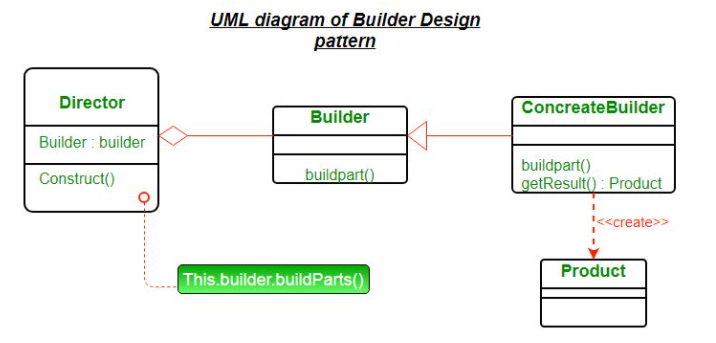 UML diagram of Builder Design
pattern
Director
Builder : builder
Construct()
This.builder.buildParts()
Builder
buildpart()
ConcreateBuilder
buildpart()
getResult() : Product
<<create>>
Product